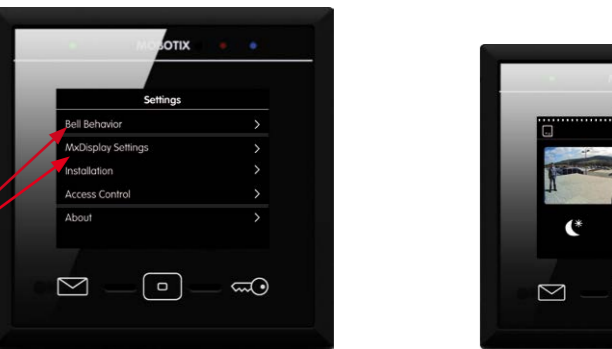 MOBOTIX
Settings
Bell Behavior
MxDisplay Settings
Installation
Access Control
About